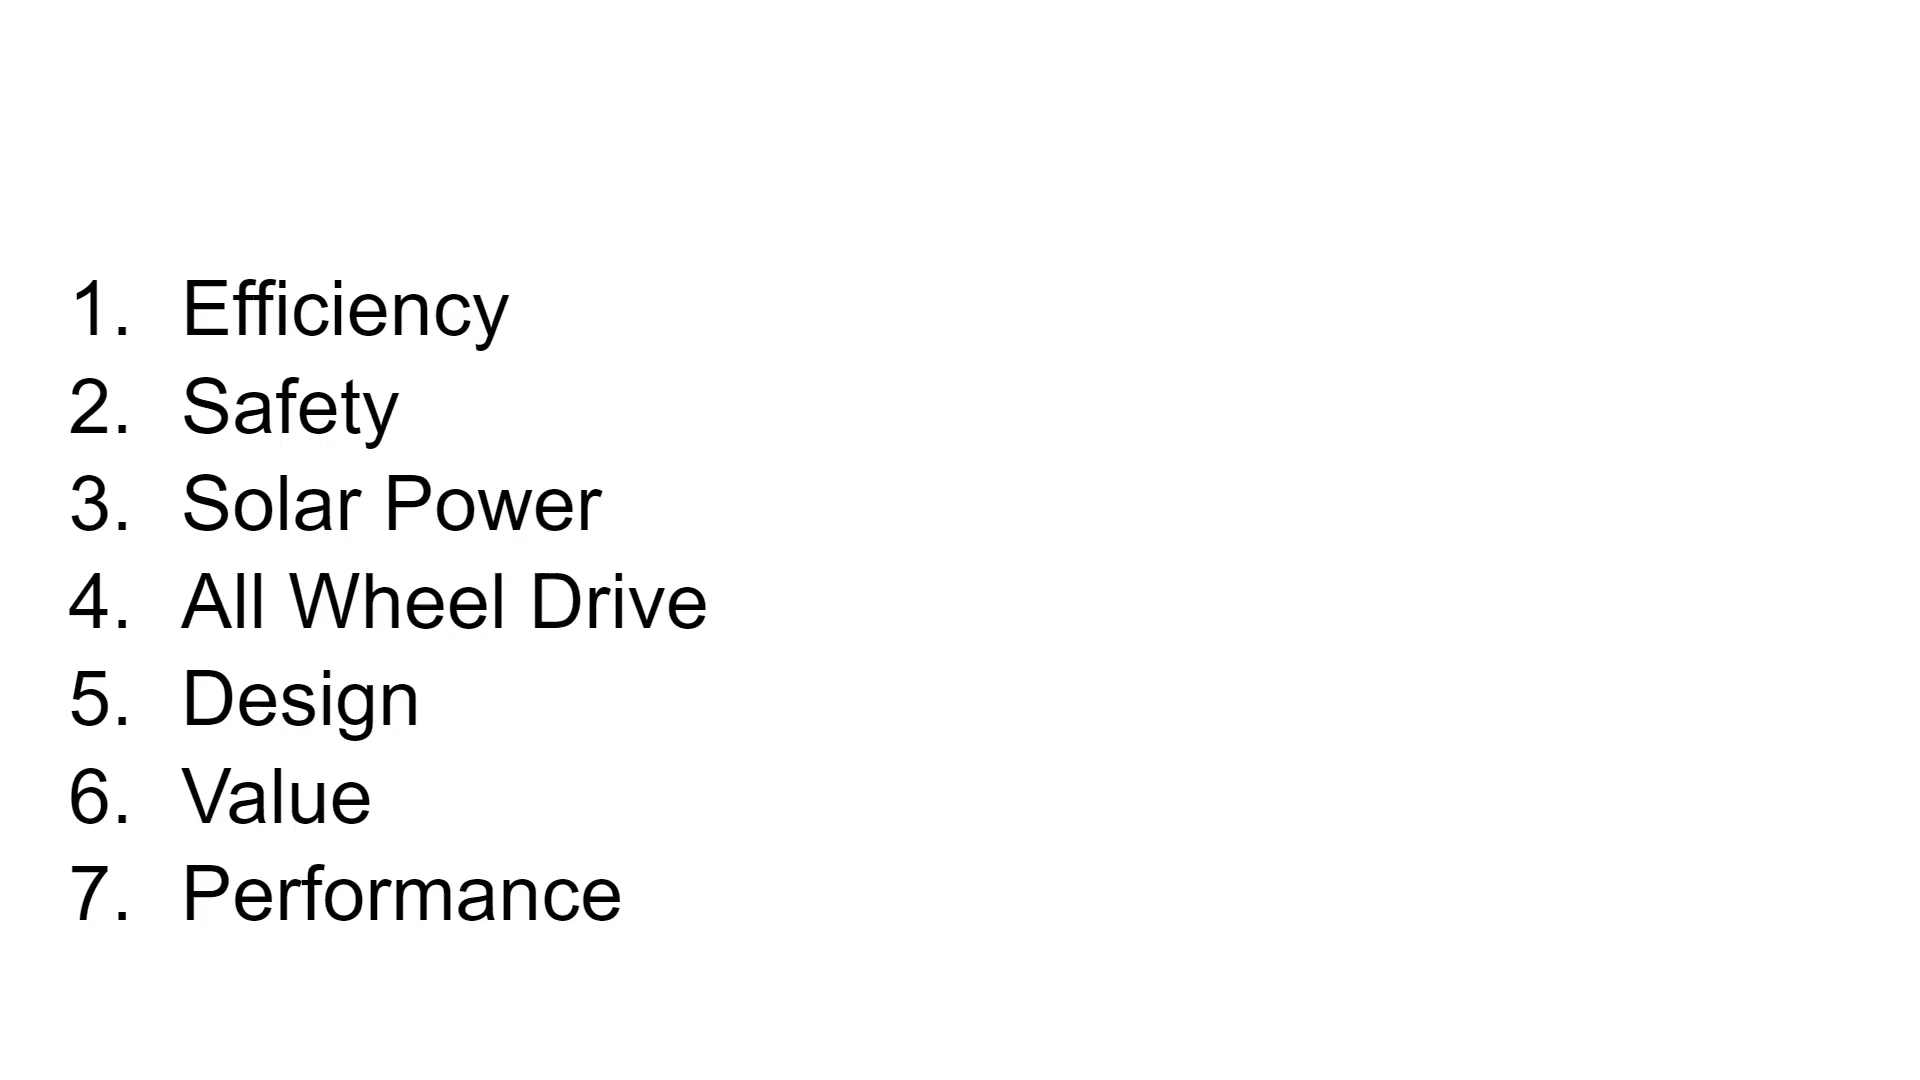 1. Efficiency
2. Safety
3. Solar Power
4. All Wheel Drive
5. Design
6. Value
7. Performance